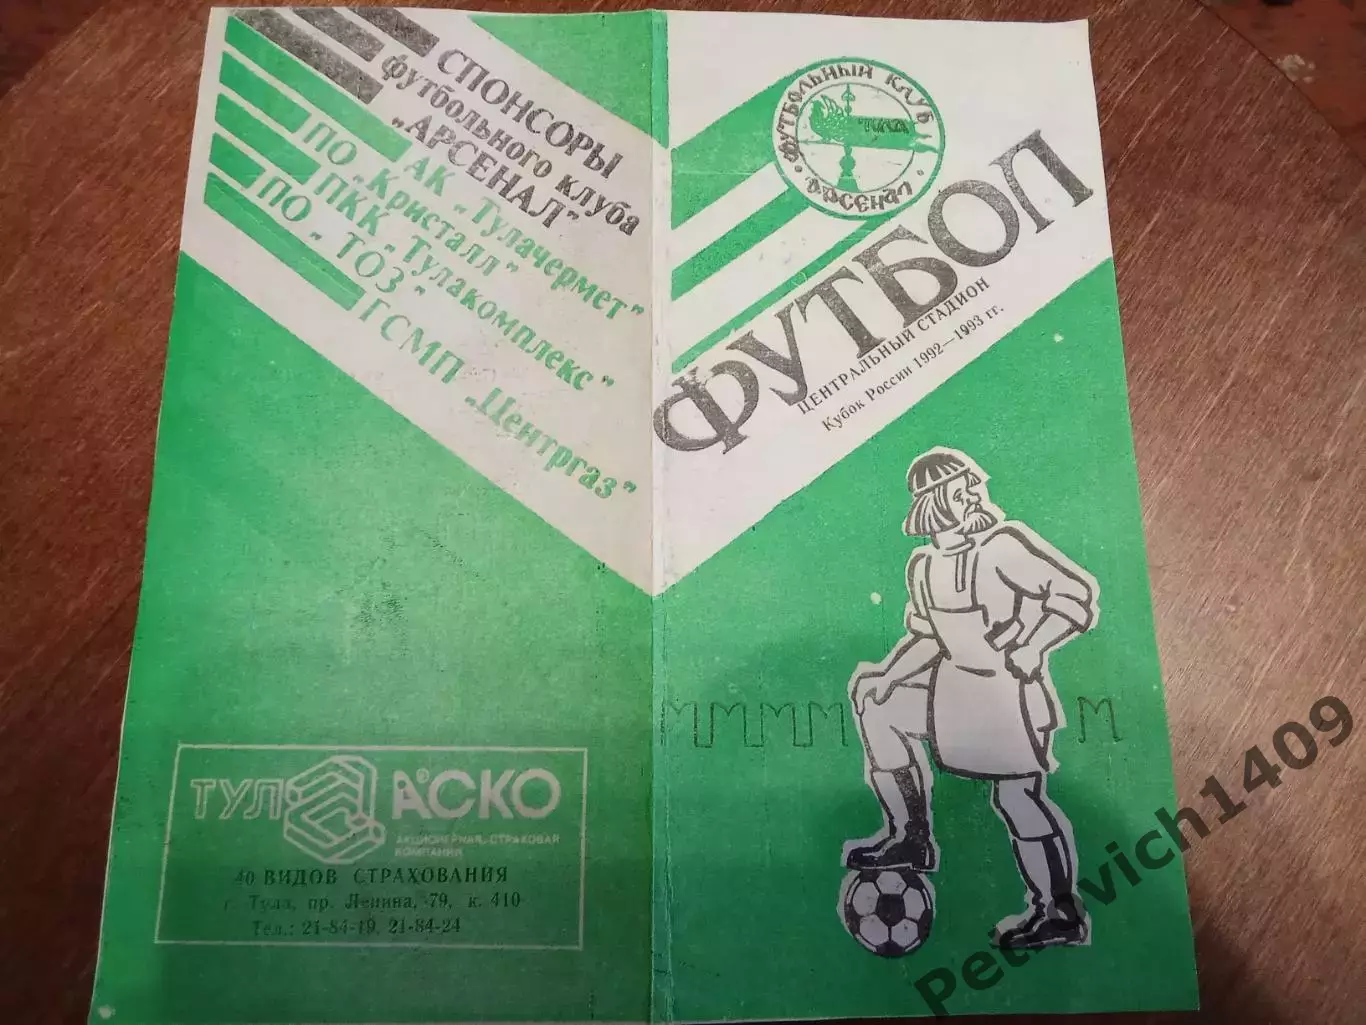 СПОНСОРЫ
футбольного клуба
„АРСЕНАЛ"
АК „Тулачермет"
ПО „Кристалл"
ПКК „Тулакомплекс"
ПО „ТОЗ"
ГСМП „Центргаз"
ТУЛ АСКО
АКЦИОНЕРНАЯ СТРАХОВАЯ
КОМПАНИЯ
40 ВИДОВ СТРАХОВАНИЯ
г. Тула, пр. Ленина, 79, к. 410
Тел.: 21-84-19, 21-84-24
ФУТБОЛЬНЫЙ КЛУБ
ТУЛА
АРСЕНАЛ
ФУТБОЛ
ЦЕНТРАЛЬНЫЙ СТАДИОН
Кубок России 1992—1993 гг.
Petrovich1409